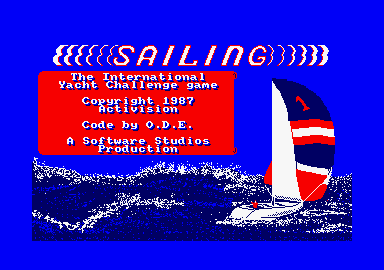 SAILING
The International
Yacht Challenge game
Copyright 1987
Activision
Code by O.D.E.
A Software Studios
Production
1